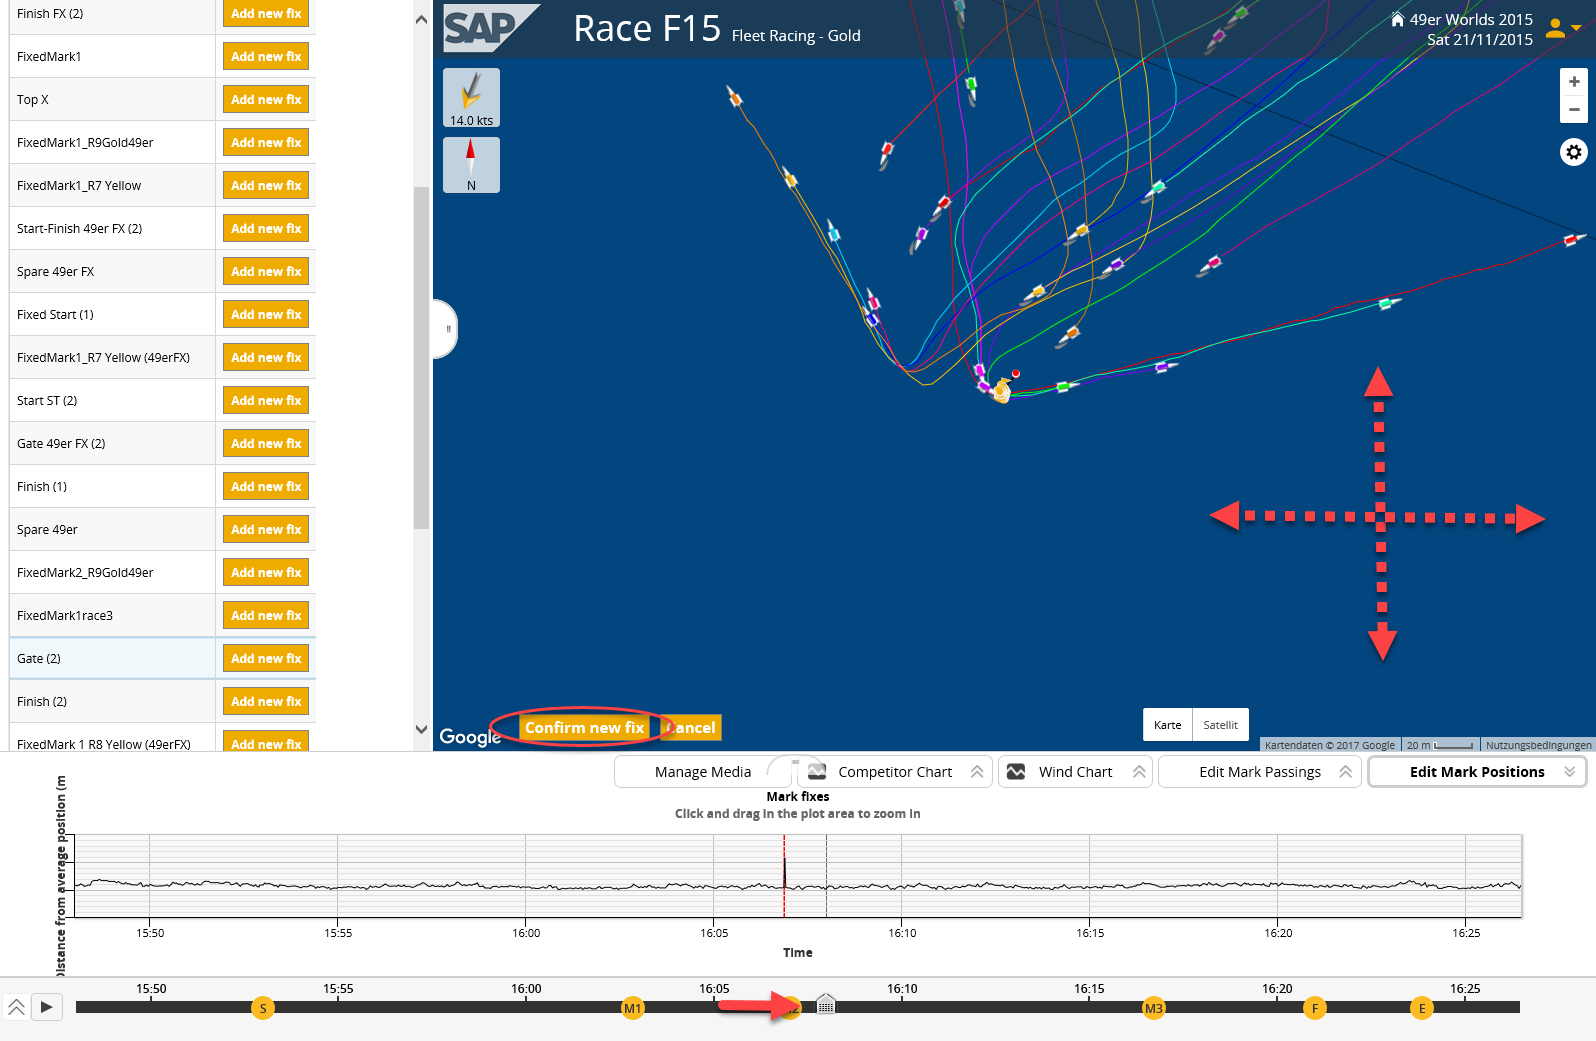 Finish FX (2) Add new fix
FixedMark1 Add new fix
Top X Add new fix
FixedMark1_R9Gold49er Add new fix
FixedMark1_R7 Yellow Add new fix
Start-Finish 49er FX (2) Add new fix
Spare 49er FX Add new fix
Fixed Start (1) Add new fix
FixedMark1_R7 Yellow (49erFX) Add new fix
Start ST (2) Add new fix
Gate 49er FX (2) Add new fix
Finish (1) Add new fix
Spare 49er Add new fix
FixedMark2_R9Gold49er Add new fix
FixedMark1race3 Add new fix
Gate (2) Add new fix
Finish (2) Add new fix
FixedMark 1 R8 Yellow (49erFX) Add new fix
SAP Race F15 Fleet Racing - Gold
49er Worlds 2015
Sat 21/11/2015
14.0 kts
N
+
−
Google Confirm new fix Cancel
Karte Satellit
Kartendaten © 2017 Google 20 m Nutzungsbedingungen
Manage Media Competitor Chart Wind Chart Edit Mark Passings Edit Mark Positions
Mark fixes
Click and drag in the plot area to zoom in
Distance from average position (m
15:50 15:55 16:00 16:05 16:10 16:15 16:20 16:25
Time
15:50 15:55 16:00 16:05 16:10 16:15 16:20 16:25
S M1 M3 F E